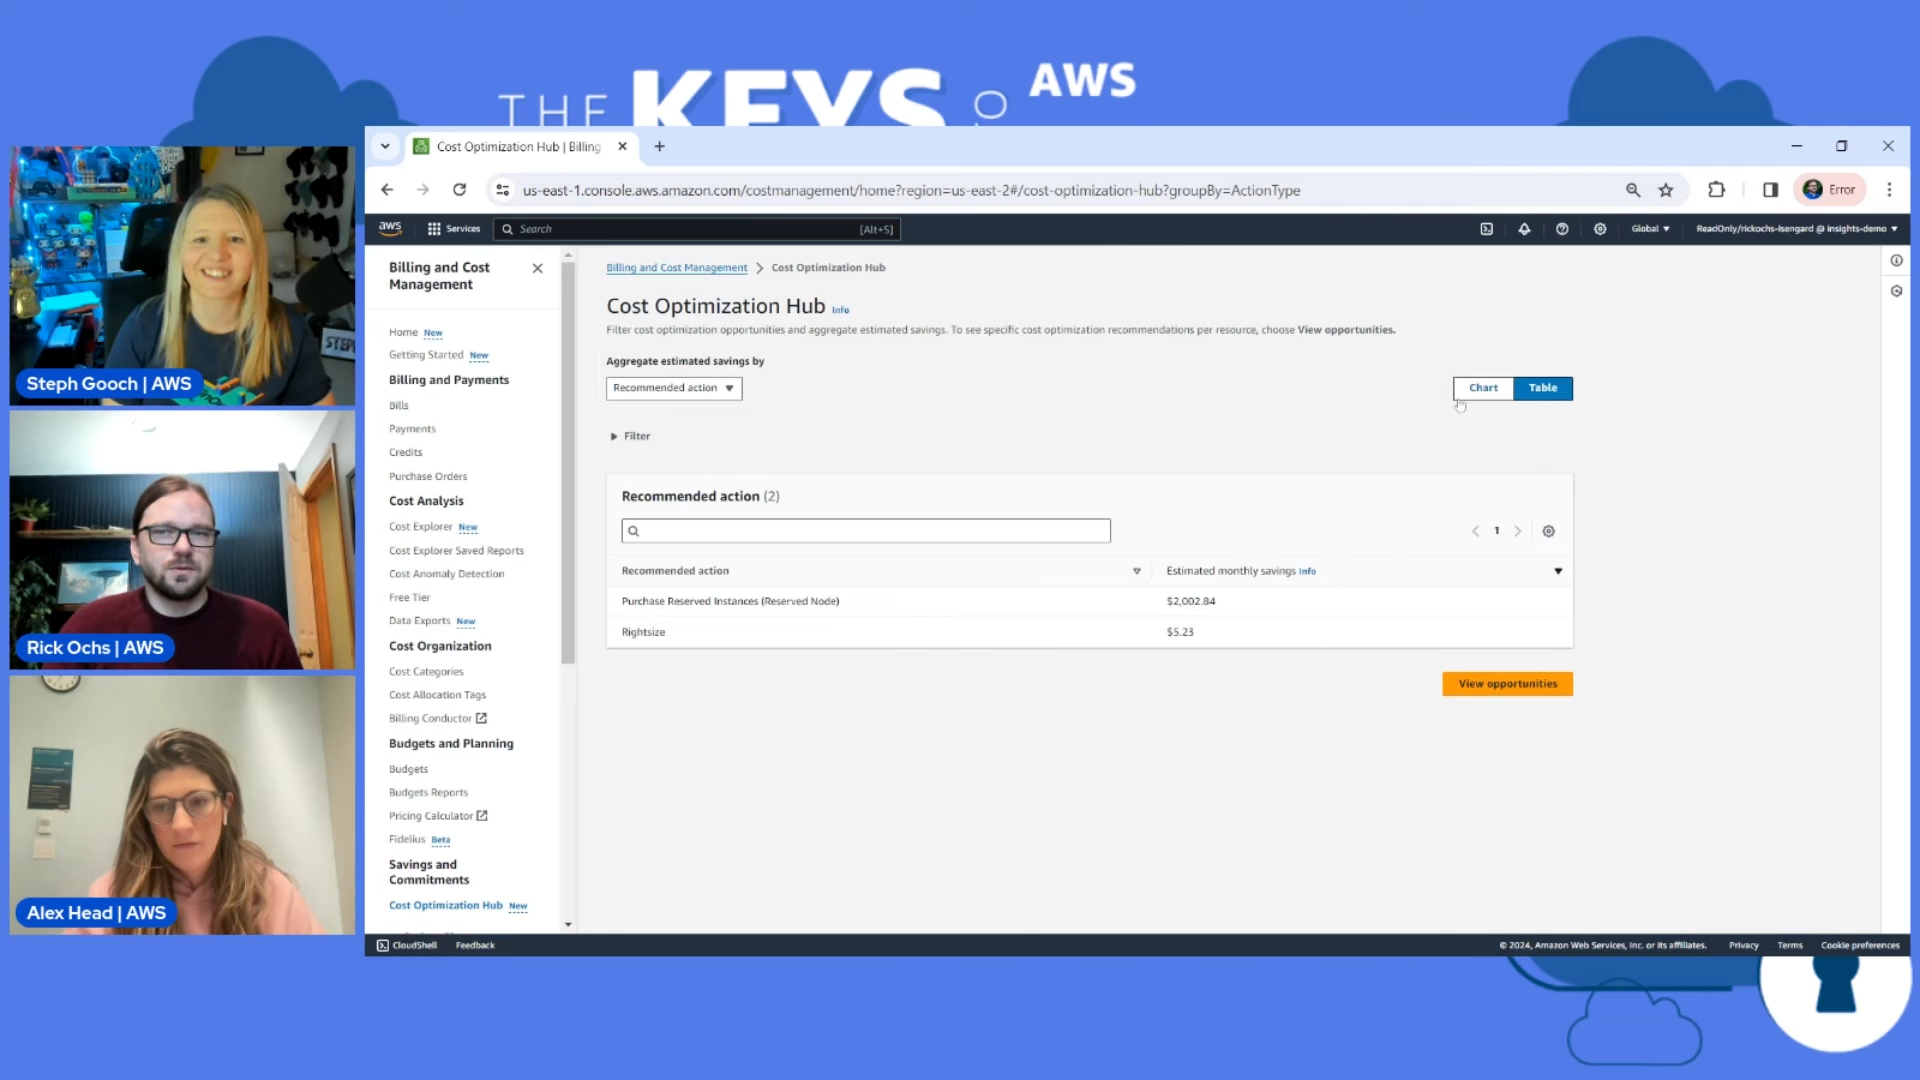 THE KEYS AWS
Steph Gooch | AWS
Rick Ochs | AWS
Alex Head | AWS
Cost Optimization Hub | Billing
us-east-1.console.aws.amazon.com/costmanagement/home?region=us-east-2#/cost-optimization-hub?groupBy=ActionType
Error
aws
Services
Search
[Alt+S]
Global
ReadOnly/rickochs-Isengard @ insights-demo
Billing and Cost
Management
Home New
Getting Started New
Billing and Payments
Bills
Payments
Credits
Purchase Orders
Cost Analysis
Cost Explorer New
Cost Explorer Saved Reports
Cost Anomaly Detection
Free Tier
Data Exports New
Cost Organization
Cost Categories
Cost Allocation Tags
Billing Conductor
Budgets and Planning
Budgets
Budgets Reports
Pricing Calculator
Fidelius Beta
Savings and
Commitments
Cost Optimization Hub New
Billing and Cost Management > Cost Optimization Hub
Cost Optimization Hub Info
Filter cost optimization opportunities and aggregate estimated savings. To see specific cost optimization recommendations per resource, choose View opportunities.
Aggregate estimated savings by
Recommended action
Chart
Table
Filter
Recommended action (2)
1
Recommended action
Estimated monthly savings Info
Purchase Reserved Instances (Reserved Node)
$2,002.84
Rightsize
$5.23
View opportunities
CloudShell
Feedback
© 2024, Amazon Web Services, Inc. or its affiliates.
Privacy
Terms
Cookie preferences